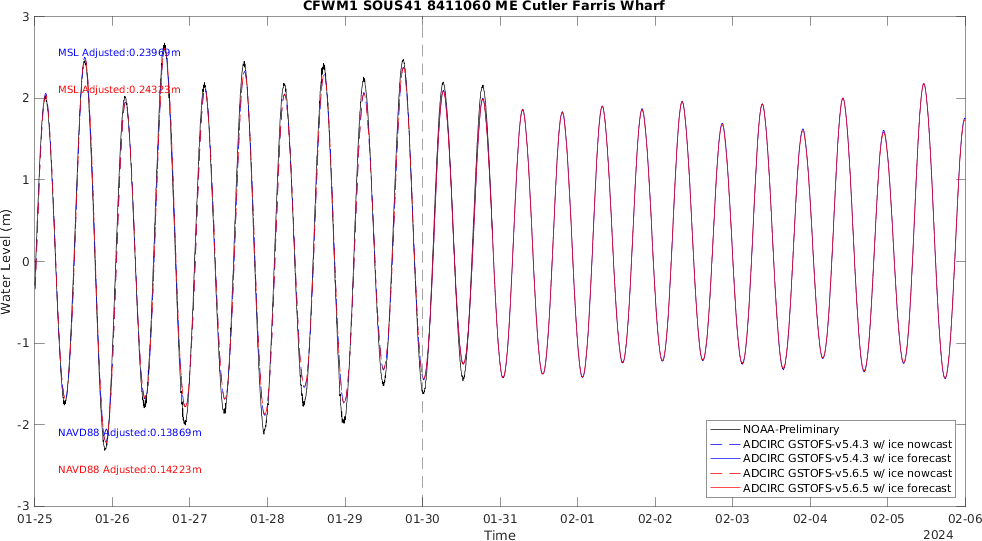 CFWM1 SOUS41 8411060 ME Cutler Farris Wharf
3
MSL Adjusted:0.23969m
MSL Adjusted:0.24323m
2
1
0
-1
-2
-3
Water Level (m)
NAVD88 Adjusted:0.13869m
NAVD88 Adjusted:0.14223m
NOAA-Preliminary
ADCIRC GSTOFS-v5.4.3 w/ ice nowcast
ADCIRC GSTOFS-v5.4.3 w/ ice forecast
ADCIRC GSTOFS-v5.6.5 w/ ice nowcast
ADCIRC GSTOFS-v5.6.5 w/ ice forecast
01-25 01-26 01-27 01-28 01-29 01-30 01-31 02-01 02-02 02-03 02-04 02-05 02-06
Time
2024